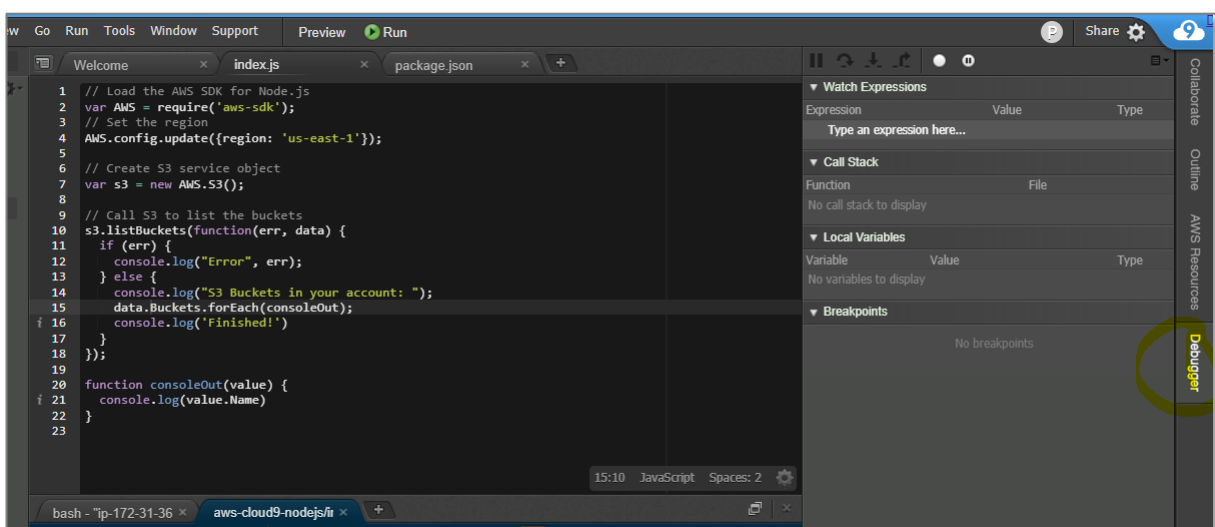 ew Go Run Tools Window Support Preview Run P Share 9
Welcome × index.js × package.json × +
1 // Load the AWS SDK for Node.js
2 var AWS = require('aws-sdk');
3 // Set the region
4 AWS.config.update({region: 'us-east-1'});
5
6 // Create S3 service object
7 var s3 = new AWS.S3();
8
9 // Call S3 to list the buckets
10 s3.listBuckets(function(err, data) {
11   if (err) {
12     console.log("Error", err);
13   } else {
14     console.log("S3 Buckets in your account: ");
15     data.Buckets.forEach(consoleOut);
i 16     console.log('Finished!')
17   }
18 });
19
20 function consoleOut(value) {
i 21   console.log(value.Name)
22 }
23
15:10 JavaScript Spaces: 2
bash - "ip-172-31-36 × aws-cloud9-nodejs/ir × +
Watch Expressions
Expression Value Type
Type an expression here...
Call Stack
Function File
No call stack to display
Local Variables
Variable Value Type
No variables to display
Breakpoints
No breakpoints
Collaborate
Outline
AWS Resources
Debugger